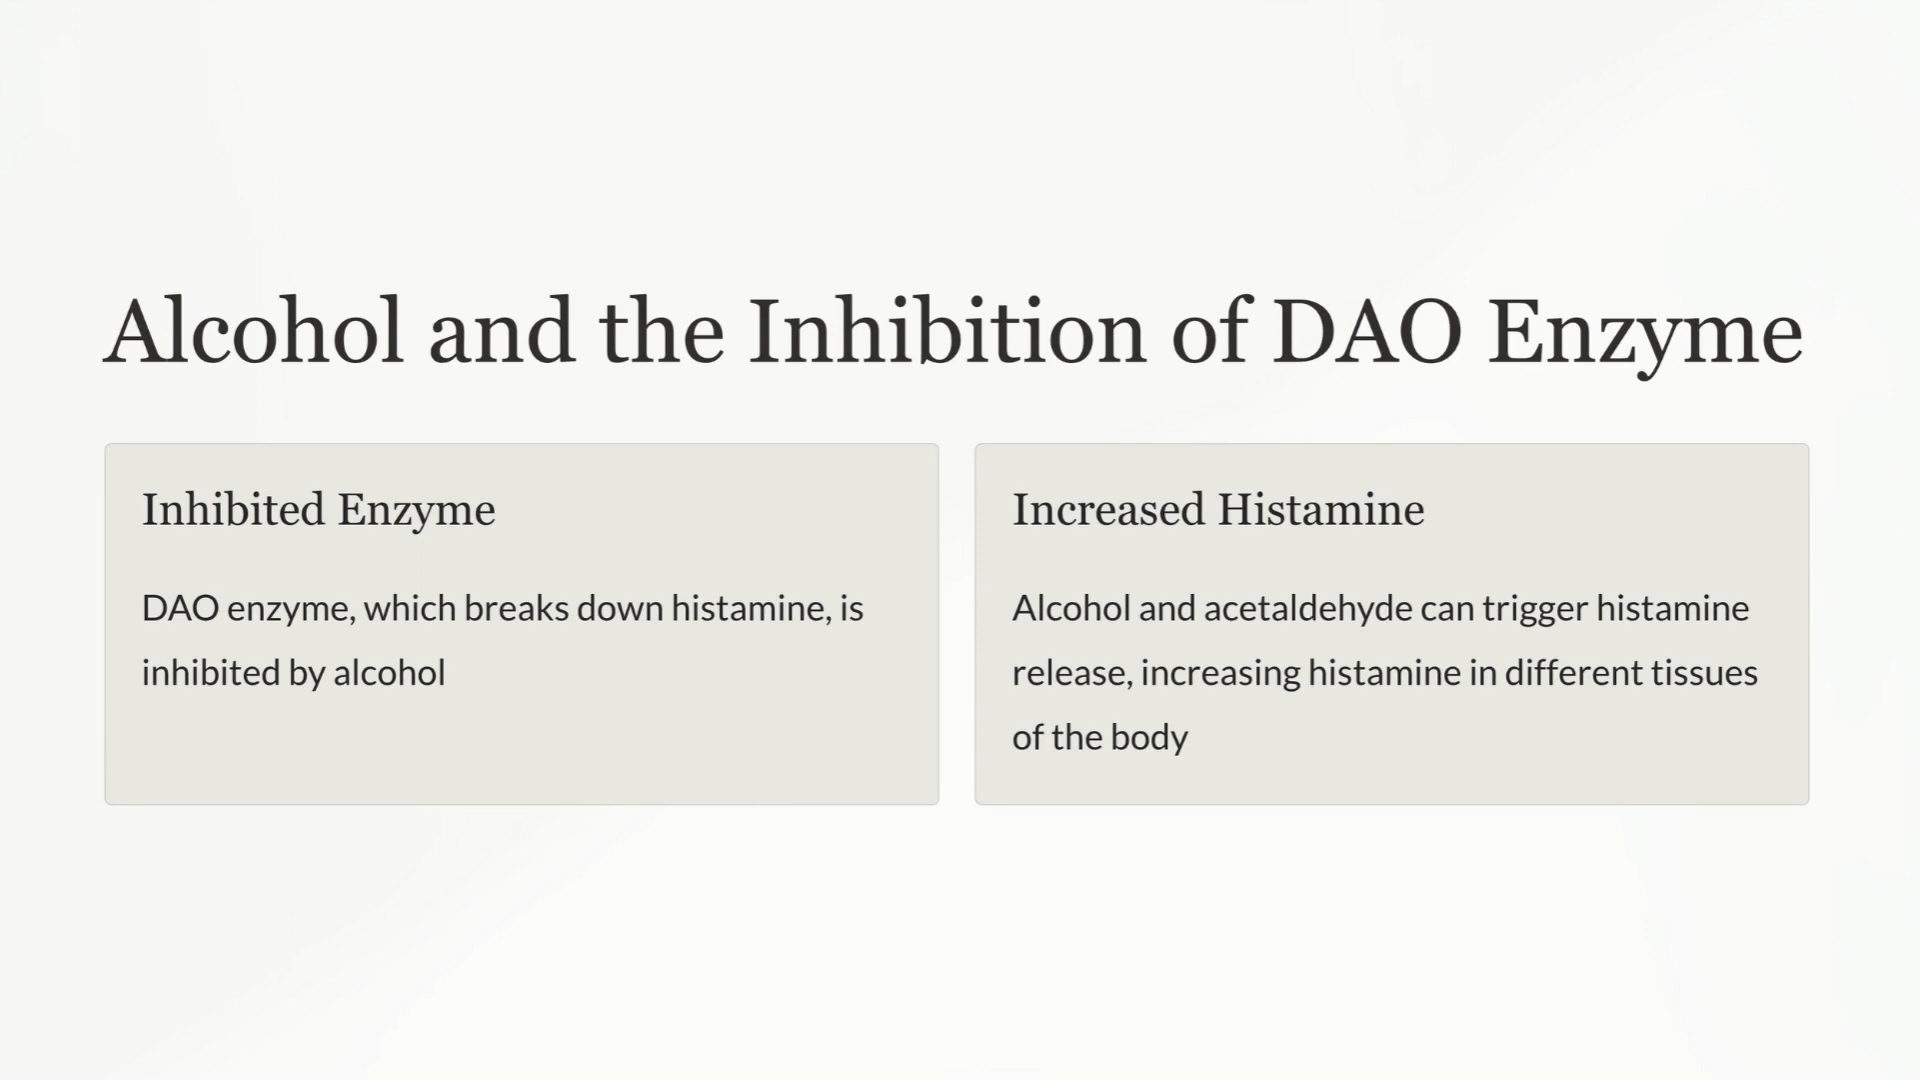 Alcohol and the Inhibition of DAO Enzyme
Inhibited Enzyme
DAO enzyme, which breaks down histamine, is
inhibited by alcohol
Increased Histamine
Alcohol and acetaldehyde can trigger histamine
release, increasing histamine in different tissues
of the body